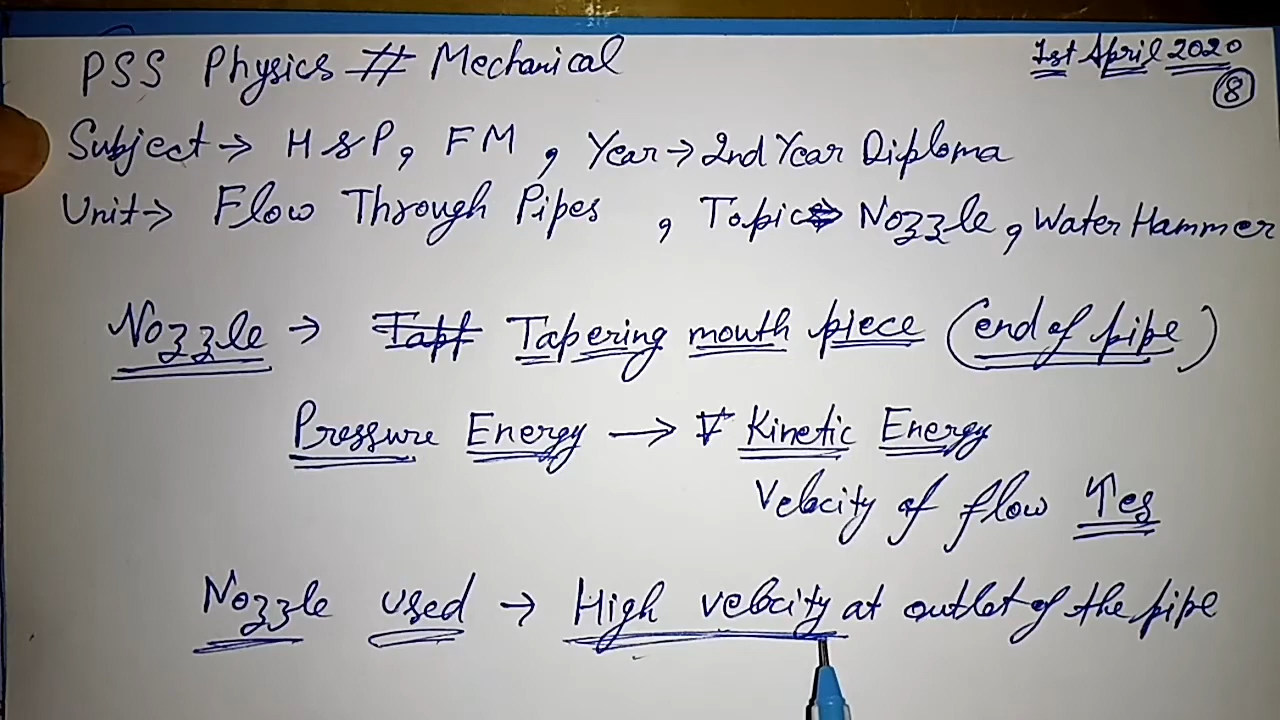 PSS Physics # Mechanical
1st April 2020
8
Subject → H & P, FM, Year → 2nd Year Diploma
Unit → Flow Through Pipes, Topic → Nozzle, Water Hammer
Nozzle → Tapering mouth piece (end of pipe)
Pressure Energy → Kinetic Energy
Velocity of flow ↑es
Nozzle used → High velocity at outlet of the pipe